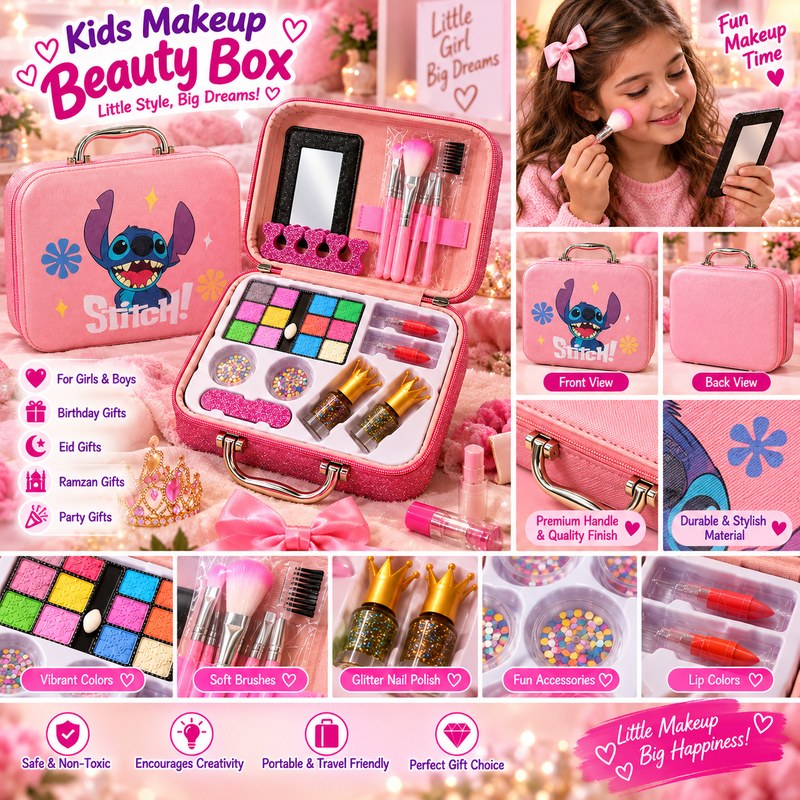 Kids Makeup
Beauty Box
Little Style, Big Dreams!
Little
Girl
Big Dreams
Fun
Makeup
Time
Stitch!
For Girls & Boys
Birthday Gifts
Eid Gifts
Ramzan Gifts
Party Gifts
Stitch!
Front View
Back View
Premium Handle
& Quality Finish
Durable & Stylish
Material
Vibrant Colors
Soft Brushes
Glitter Nail Polish
Fun Accessories
Lip Colors
Safe & Non-Toxic
Encourages Creativity
Portable & Travel Friendly
Perfect Gift Choice
Little Makeup
Big Happiness!